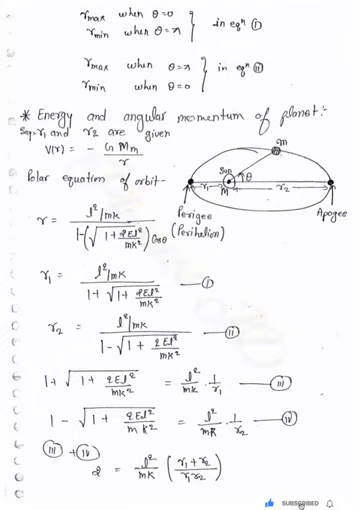 r_max when θ=0
r_min when θ=π } in eqⁿ (I)
r_max when θ=π
r_min when θ=0 } in eqⁿ (II)
* Energy and angular momentum of planet:-
Sup. r₁ and r₂ are given
V(r) = - GMm/r
Polar equation of orbit-
m
Sun
θ
r₁
M
r₂
Perigee
(Perihelion)
Apogee
r = (l²/mk)/(1-(√(1+2El²/mk²))cosθ)
r₁ = (l²/mk)/(1+√(1+2El²/mk²)) —(I)
r₂ = (l²/mk)/(1-√(1+2El²/mk²)) —(II)
1+√(1+2El²/mk²) = l²/mk · 1/r₁ —(III)
1-√(1+2El²/mk²) = l²/mk · 1/r₂ —(IV)
(III) + (IV)
2 = l²/mk ((r₁+r₂)/(r₁r₂))
SUBSCRIBED